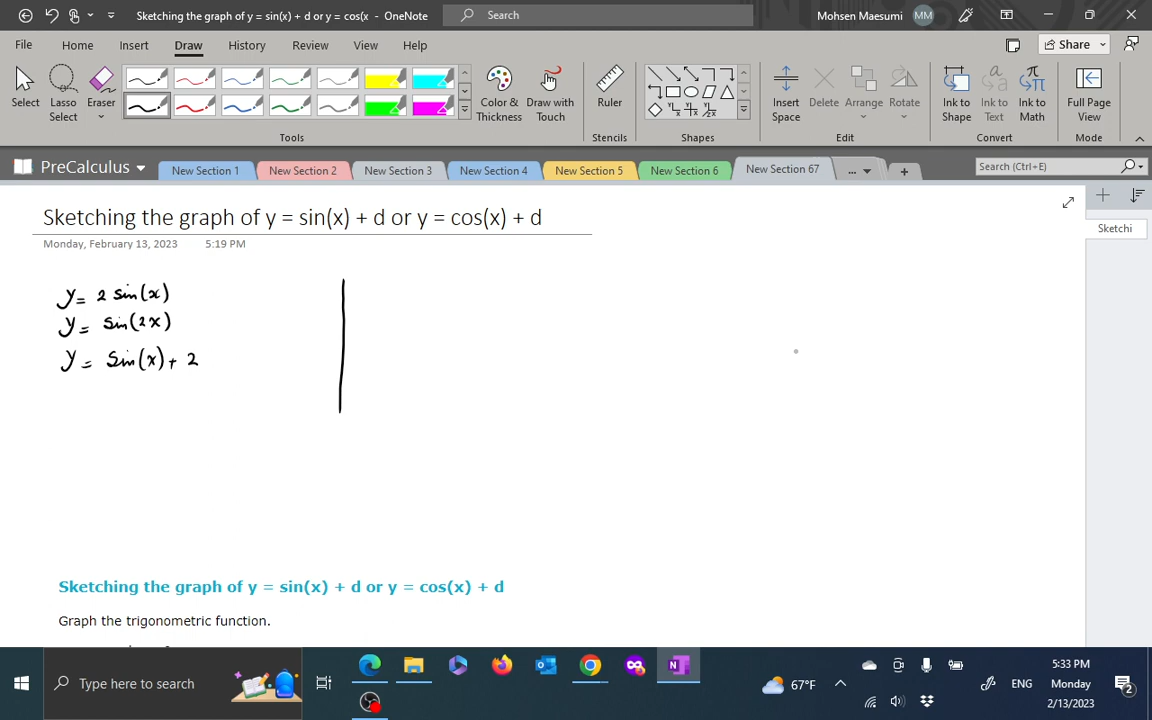 Sketching the graph of y = sin(x) + d or y = cos(x - OneNote
Search
Mohsen Maesumi MM
File Home Insert Draw History Review View Help
Share
Select
Lasso Select
Eraser
Color & Thickness
Draw with Touch
Ruler
Insert Space
Delete
Arrange
Rotate
Ink to Shape
Ink to Text
Ink to Math
Full Page View
Tools Stencils Shapes Edit Convert Mode
PreCalculus New Section 1 New Section 2 New Section 3 New Section 4 New Section 5 New Section 6 New Section 67 ... Search (Ctrl+E)
Sketching the graph of y = sin(x) + d or y = cos(x) + d
Monday, February 13, 2023 5:19 PM
Sketchi
y = 2 sin(x)
y = sin(2x)
y = sin(x) + 2
Sketching the graph of y = sin(x) + d or y = cos(x) + d
Graph the trigonometric function.
Type here to search
67°F
ENG
5:33 PM
Monday
2/13/2023
2